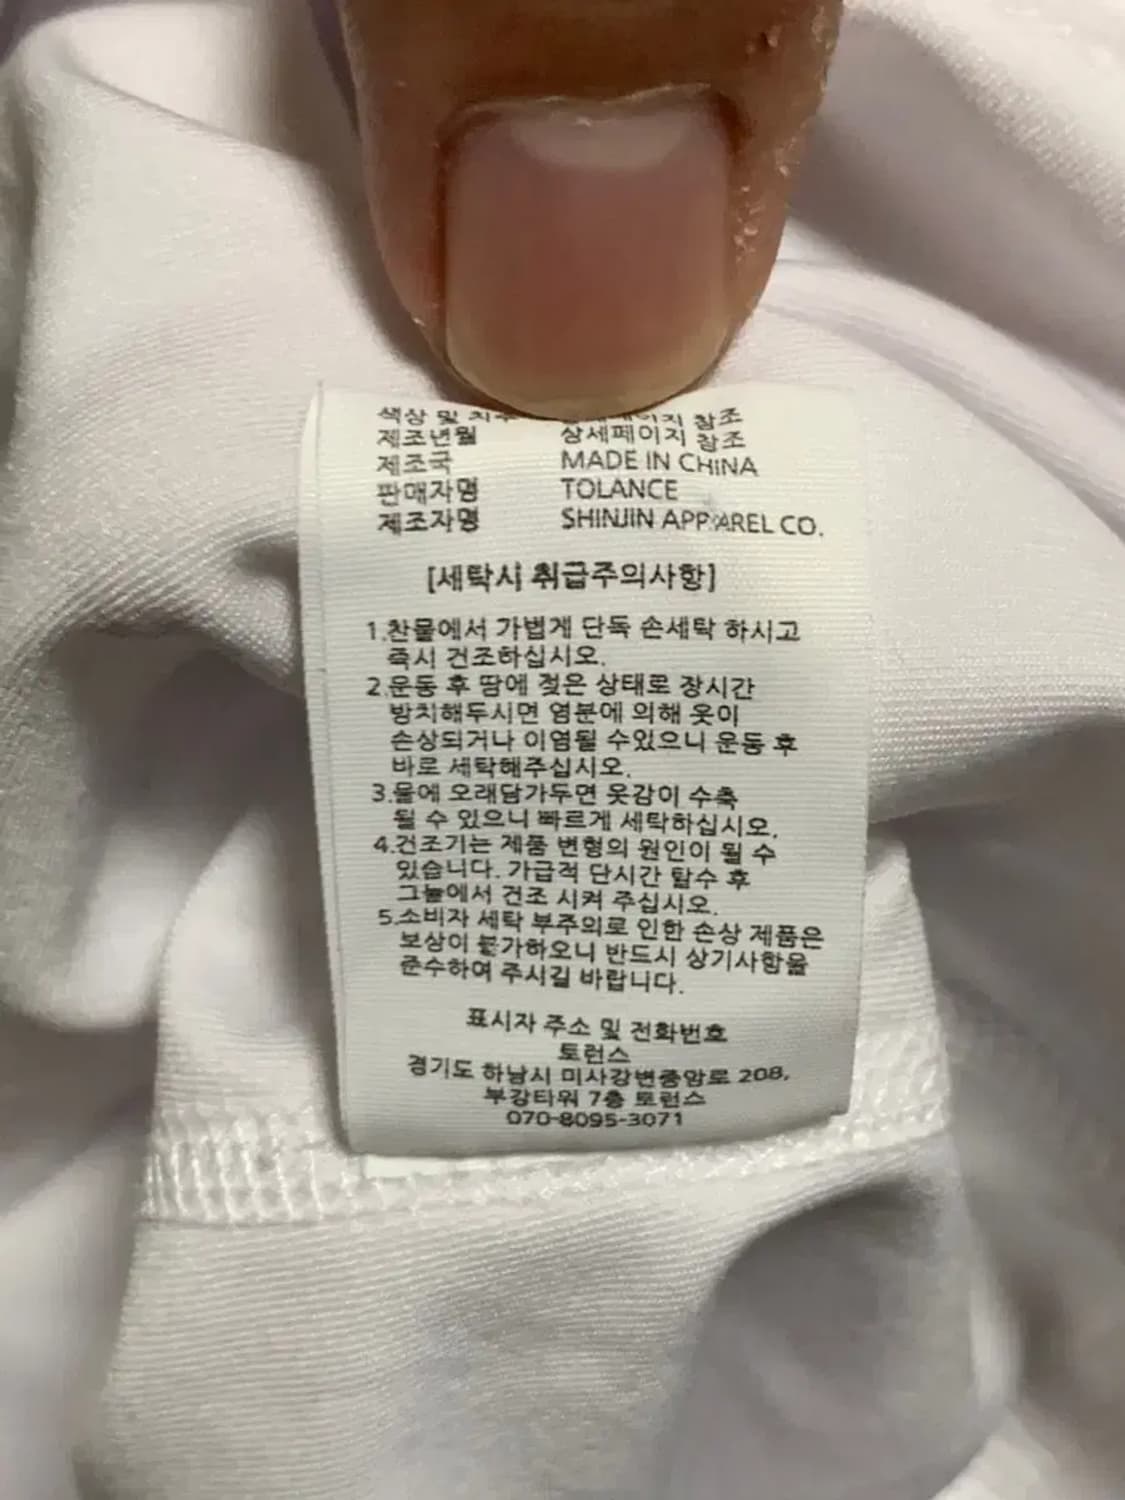 색상 및 치수 상세페이지 참조
제조년월 상세페이지 참조
제조국 MADE IN CHINA
판매자명 TOLANCE
제조자명 SHINJIN APPAREL CO.
[세탁시 취급주의사항]
1.찬물에서 가볍게 단독 손세탁 하시고
즉시 건조하십시오.
2.운동 후 땀에 젖은 상태로 장시간
방치해두시면 염분에 의해 옷이
손상되거나 이염될 수있으니 운동 후
바로 세탁해주십시오.
3.물에 오래담가두면 옷감이 수축
될 수 있으니 빠르게 세탁하십시오.
4.건조기는 제품 변형의 원인이 될 수
있습니다. 가급적 단시간 탈수 후
그늘에서 건조 시켜 주십시오.
5.소비자 세탁 부주의로 인한 손상 제품은
보상이 불가하오니 반드시 상기사항을
준수하여 주시길 바랍니다.
표시자 주소 및 전화번호
토런스
경기도 하남시 미사강변중앙로 208,
부강타워 7층 토런스
070-8095-3071